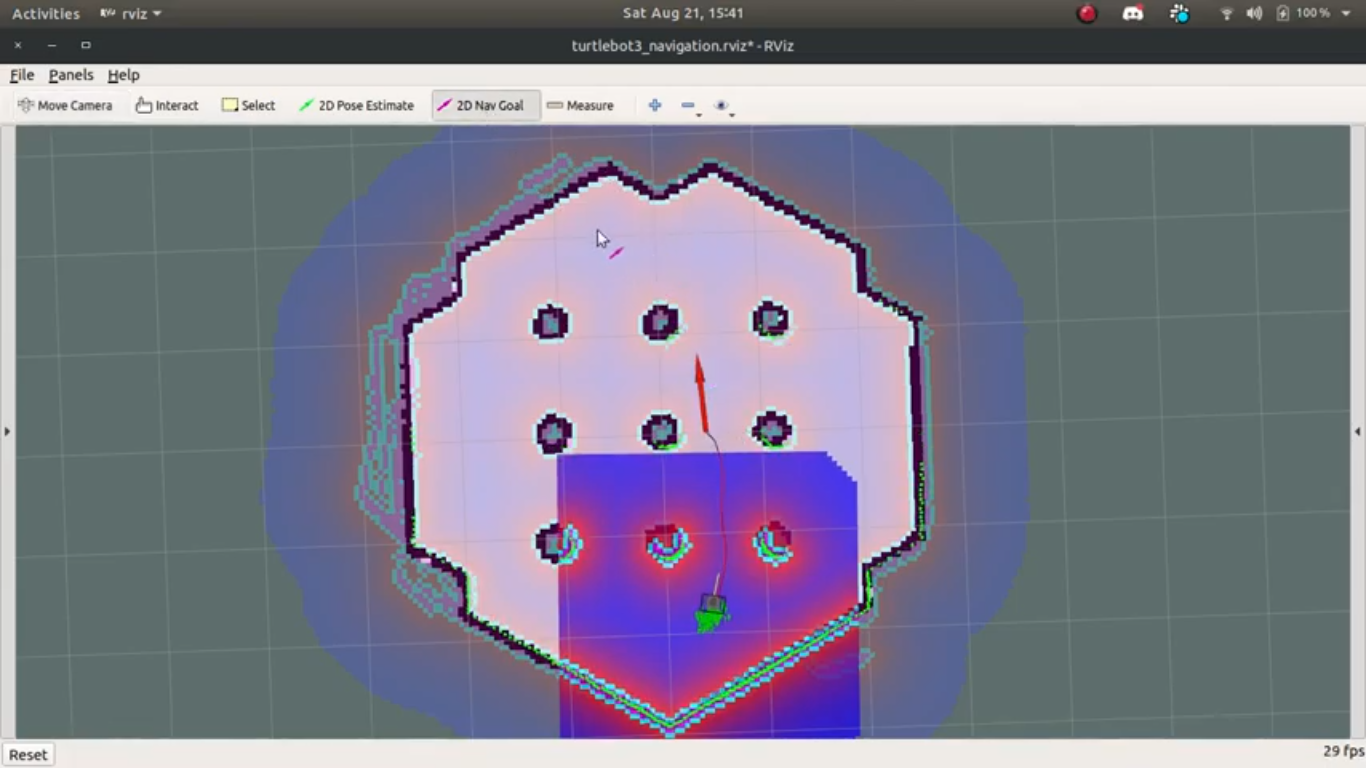 Activities rviz Sat Aug 21, 15:41 100 %
turtlebot3_navigation.rviz* - RViz
File Panels Help
Move Camera Interact Select 2D Pose Estimate 2D Nav Goal Measure
Reset 29 fps